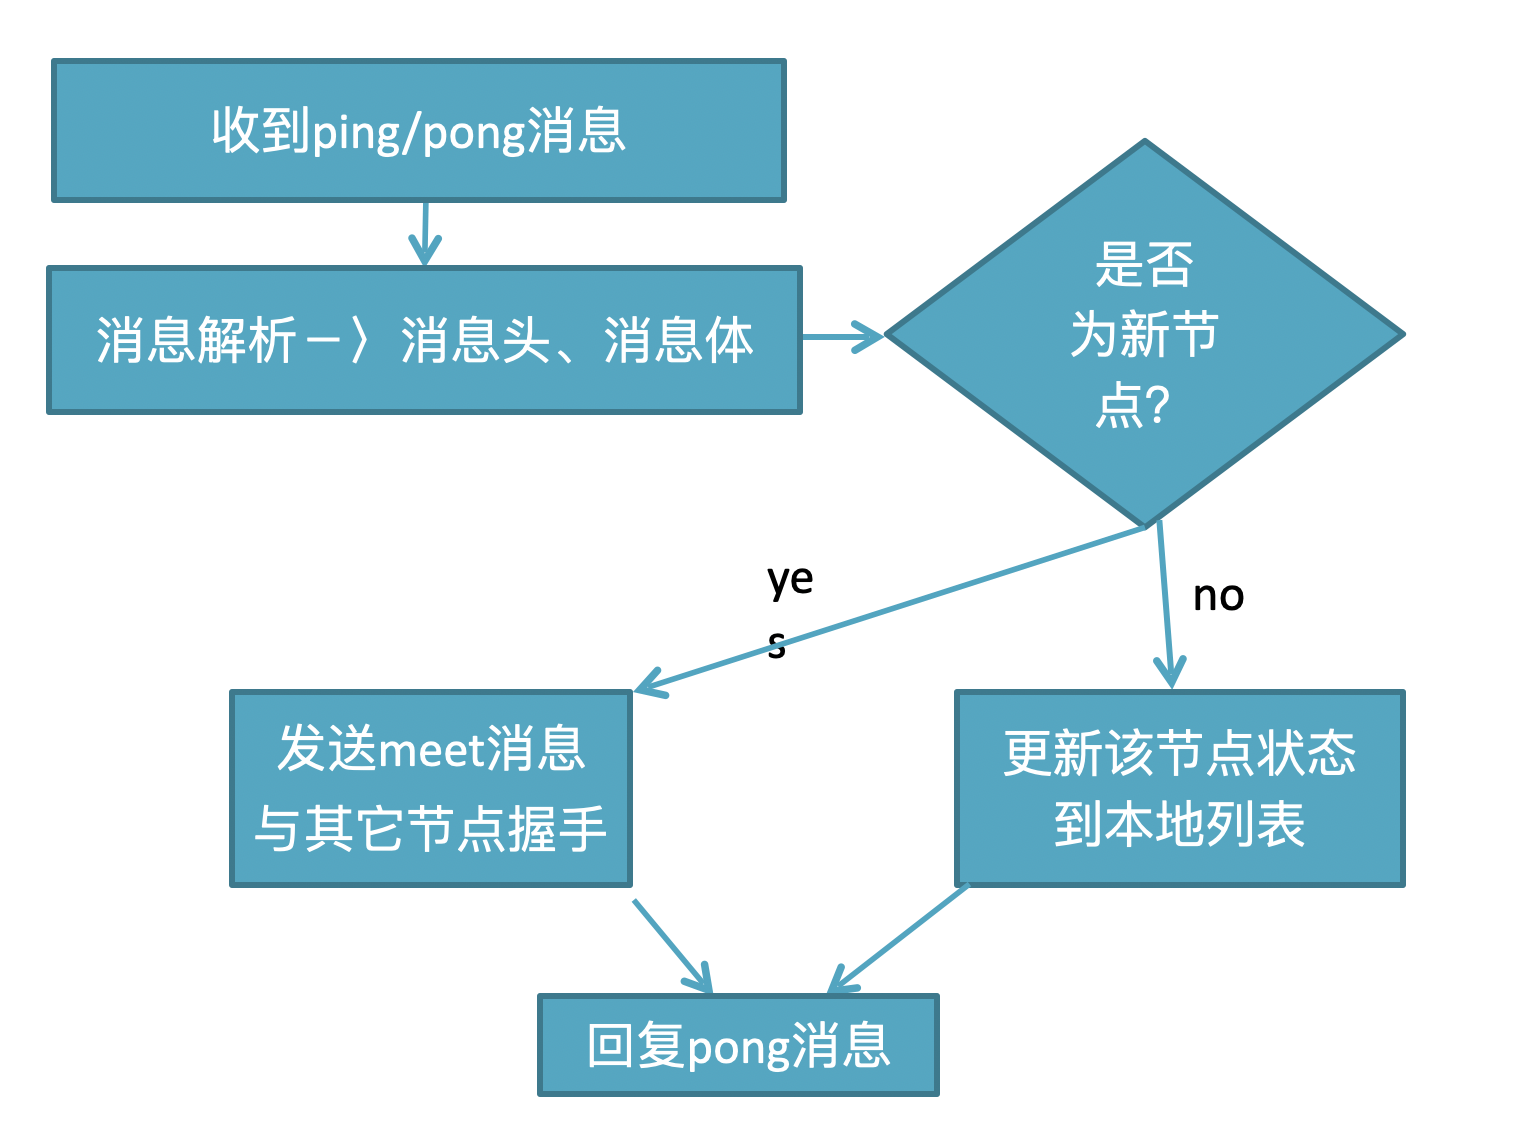 收到ping/pong消息
消息解析－〉消息头、消息体
是否
为新节
点?
ye
s
no
发送meet消息
与其它节点握手
更新该节点状态
到本地列表
回复pong消息